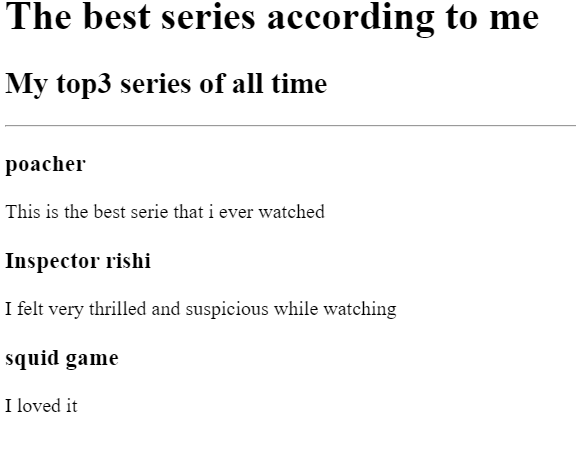 The best series according to me
My top3 series of all time
poacher
This is the best serie that i ever watched
Inspector rishi
I felt very thrilled and suspicious while watching
squid game
I loved it